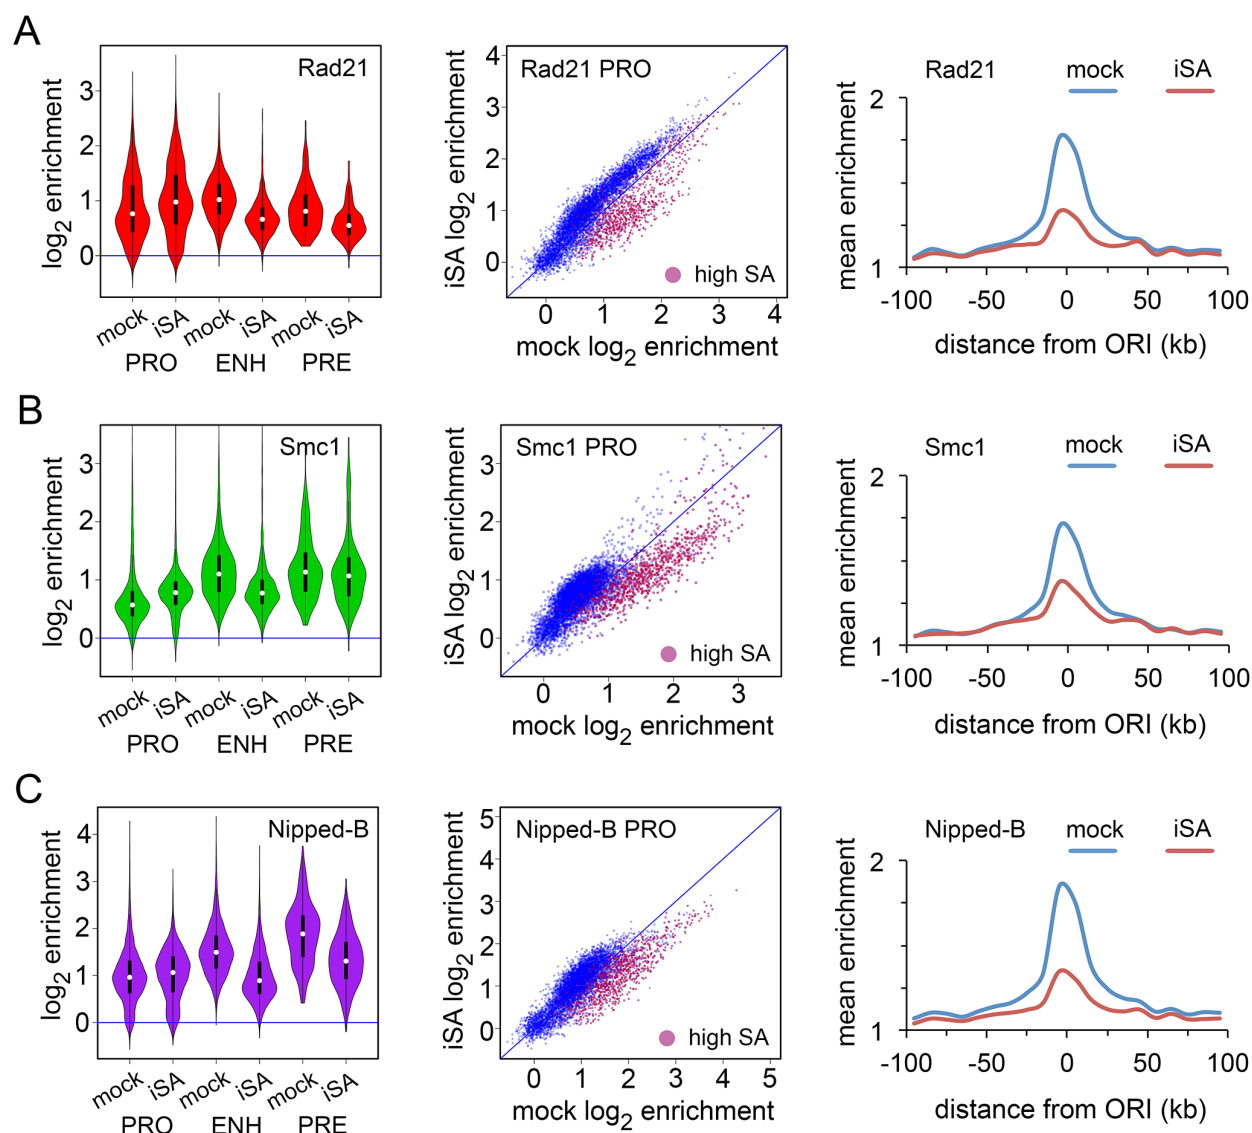 A
Rad21
log2 enrichment
3
2
1
0
mock iSA mock iSA mock iSA
PRO ENH PRE
Rad21 PRO
iSA log2 enrichment
4
3
2
1
0
high SA
0 1 2 3 4
mock log2 enrichment
Rad21 mock iSA
mean enrichment
2
1
-100 -50 0 50 100
distance from ORI (kb)
B
Smc1
log2 enrichment
3
2
1
0
mock iSA mock iSA mock iSA
PRO ENH PRE
Smc1 PRO
iSA log2 enrichment
3
2
1
0
high SA
0 1 2 3
mock log2 enrichment
Smc1 mock iSA
mean enrichment
2
1
-100 -50 0 50 100
distance from ORI (kb)
C
Nipped-B
log2 enrichment
4
3
2
1
0
mock iSA mock iSA mock iSA
PRO ENH PRE
Nipped-B PRO
iSA log2 enrichment
5
4
3
2
1
0
high SA
0 1 2 3 4 5
mock log2 enrichment
Nipped-B mock iSA
mean enrichment
2
1
-100 -50 0 50 100
distance from ORI (kb)